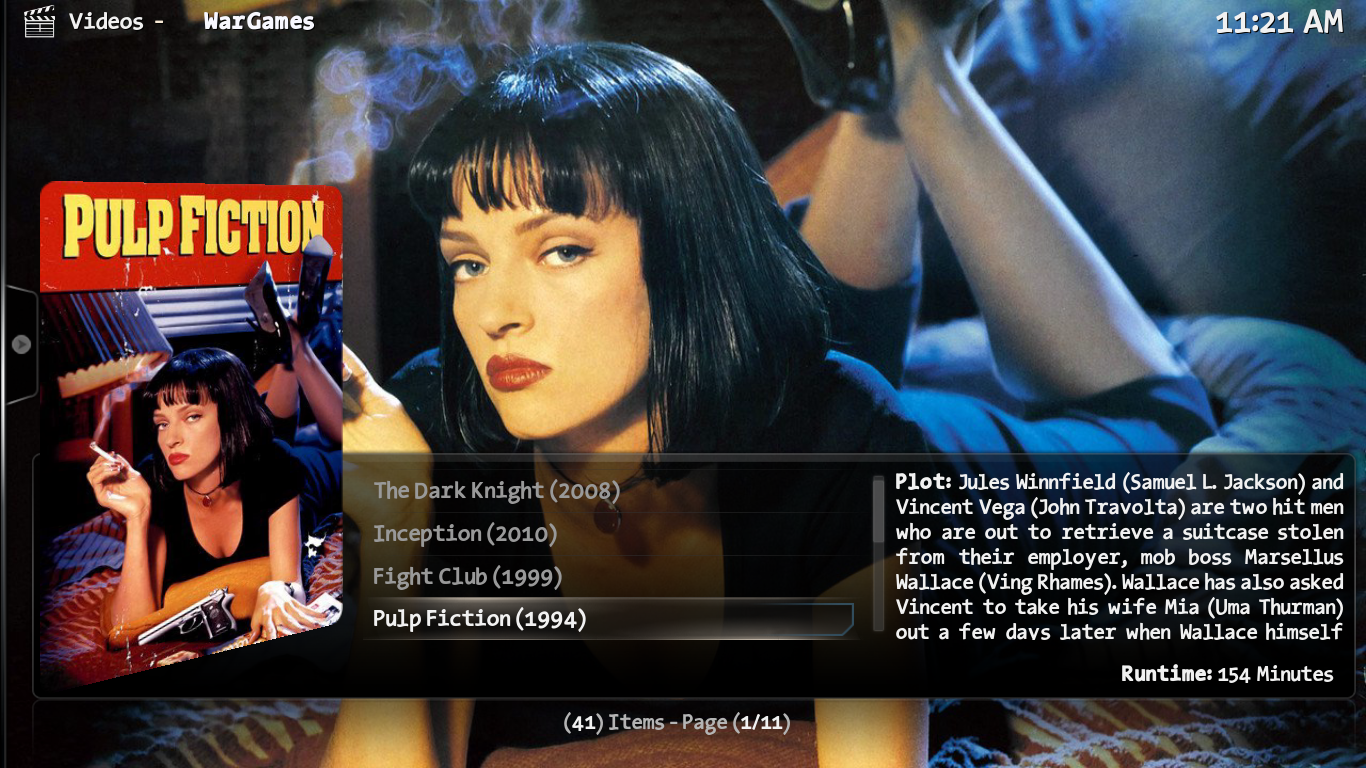 Videos - WarGames
11:21 AM
PULP FICTION
The Dark Knight (2008)
Inception (2010)
Fight Club (1999)
Pulp Fiction (1994)
Plot: Jules Winnfield (Samuel L. Jackson) and
Vincent Vega (John Travolta) are two hit men
who are out to retrieve a suitcase stolen
from their employer, mob boss Marsellus
Wallace (Ving Rhames). Wallace has also asked
Vincent to take his wife Mia (Uma Thurman)
out a few days later when Wallace himself
Runtime: 154 Minutes
(41) Items - Page (1/11)